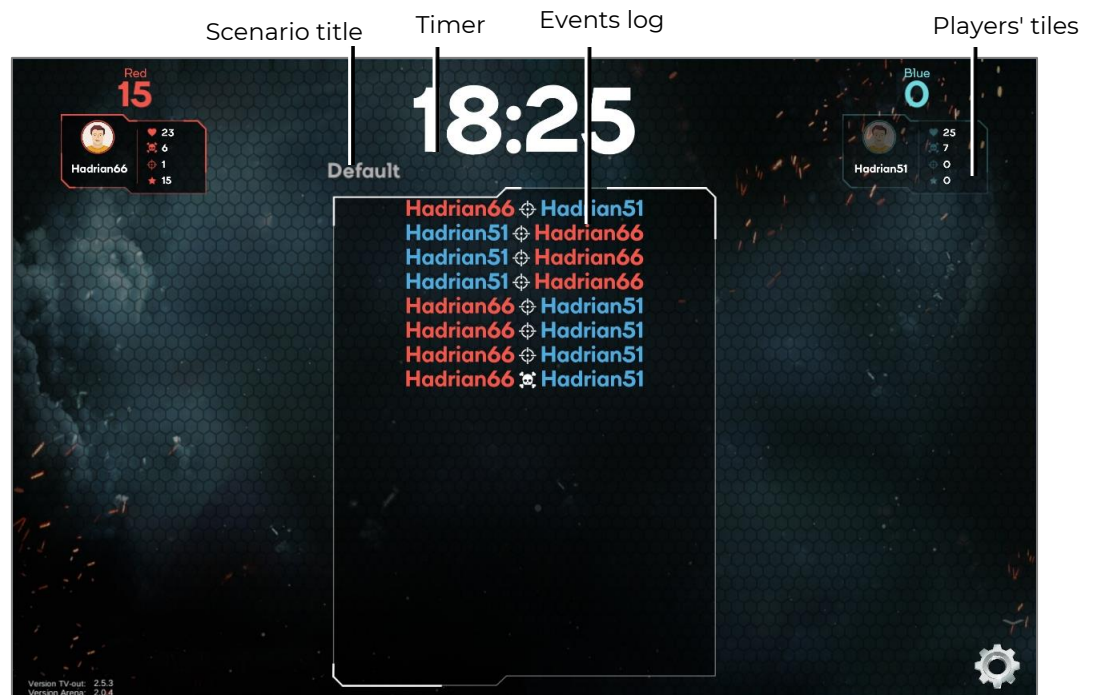 Scenario title
Timer
Events log
Players' tiles
Red
15
18:25
Blue
0
Hadrian66
23
6
1
15
Default
Hadrian51
25
7
0
0
Hadrian66 Hadrian51
Hadrian51 Hadrian66
Hadrian51 Hadrian66
Hadrian51 Hadrian66
Hadrian66 Hadrian51
Hadrian66 Hadrian51
Hadrian66 Hadrian51
Hadrian66 Hadrian51
Version TV-out: 2.5.3
Version Arena: 2.0.4